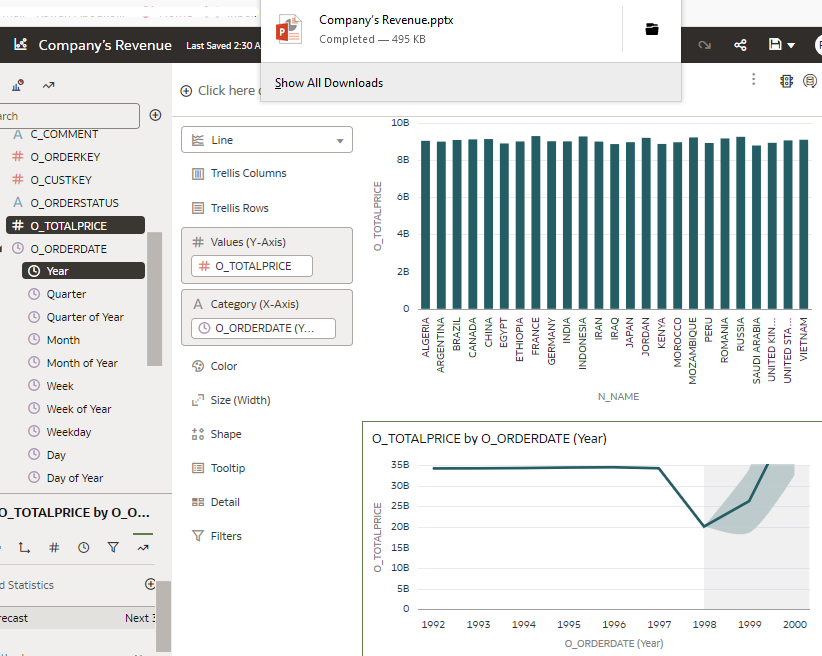 Company's Revenue.pptx
Completed — 495 KB
Show All Downloads
Company's Revenue
Last Saved 2:30 A
Click here
arch
C_COMMENT
O_ORDERKEY
O_CUSTKEY
O_ORDERSTATUS
O_TOTALPRICE
O_ORDERDATE
Year
Quarter
Quarter of Year
Month
Month of Year
Week
Week of Year
Weekday
Day
Day of Year
O_TOTALPRICE by O_O...
d Statistics
recast
Next 3
Line
Trellis Columns
Trellis Rows
Values (Y-Axis)
O_TOTALPRICE
Category (X-Axis)
O_ORDERDATE (Y...
Color
Size (Width)
Shape
Tooltip
Detail
Filters
10B
8B
6B
4B
2B
0
O_TOTALPRICE
ALGERIA
ARGENTINA
BRAZIL
CANADA
CHINA
EGYPT
ETHIOPIA
FRANCE
GERMANY
INDIA
INDONESIA
IRAN
IRAQ
JAPAN
JORDAN
KENYA
MOROCCO
MOZAMBIQUE
PERU
ROMANIA
RUSSIA
SAUDI ARABIA
UNITED KIN...
UNITED STA...
VIETNAM
N_NAME
O_TOTALPRICE by O_ORDERDATE (Year)
35B
30B
25B
20B
15B
10B
5B
0
O_TOTALPRICE
1992 1993 1994 1995 1996 1997 1998 1999 2000
O_ORDERDATE (Year)